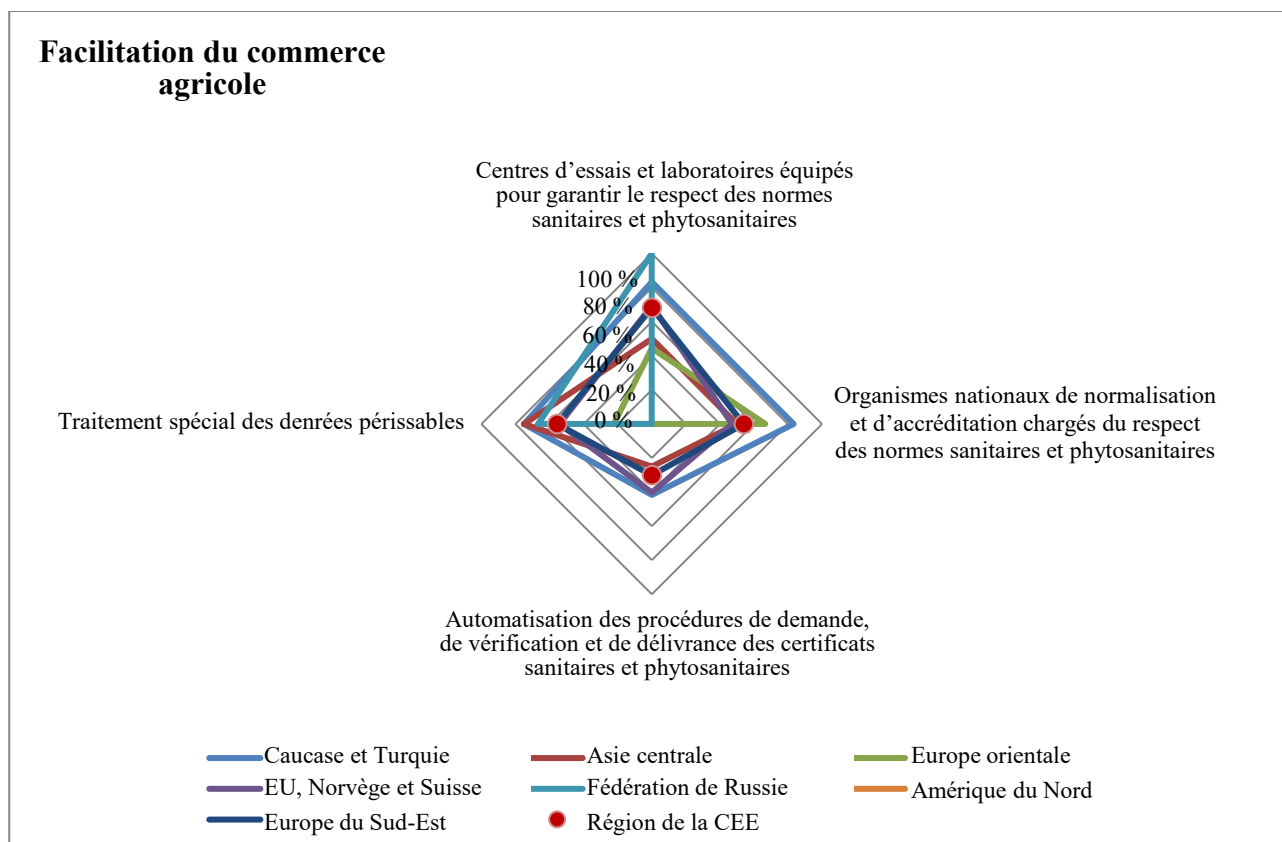 Facilitation du commerce
agricole
Centres d’essais et laboratoires équipés
pour garantir le respect des normes
sanitaires et phytosanitaires
100 %
80 %
60 %
40 %
20 %
0 %
Traitement spécial des denrées périssables
Organismes nationaux de normalisation
et d’accréditation chargés du respect
des normes sanitaires et phytosanitaires
Automatisation des procédures de demande,
de vérification et de délivrance des certificats
sanitaires et phytosanitaires
Caucase et Turquie
Asie centrale
Europe orientale
EU, Norvège et Suisse
Fédération de Russie
Amérique du Nord
Europe du Sud-Est
Région de la CEE